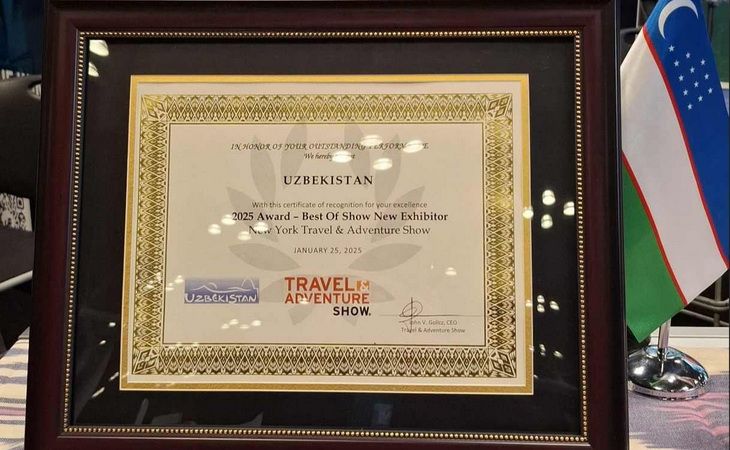 IN HONOR OF YOUR OUTSTANDING PERFORMANCE
We hereby
UZBEKISTAN
With this certificate of recognition for your excellence
2025 Award – Best Of Show New Exhibitor
New York Travel & Adventure Show
JANUARY 25, 2025
UZBEKISTAN
TRAVEL &
ADVENTURE
SHOW.
John V. Golicz, CEO
Travel & Adventure Show